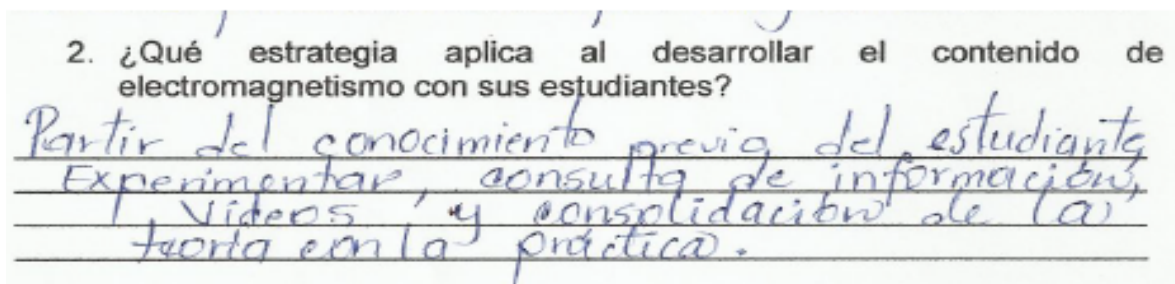 2. ¿Qué estrategia aplica al desarrollar el contenido de
electromagnetismo con sus estudiantes?
Partir del conocimiento previo del estudiante,
Experimentar, consulta de información,
videos y consolidación de la
teoría con la práctica.